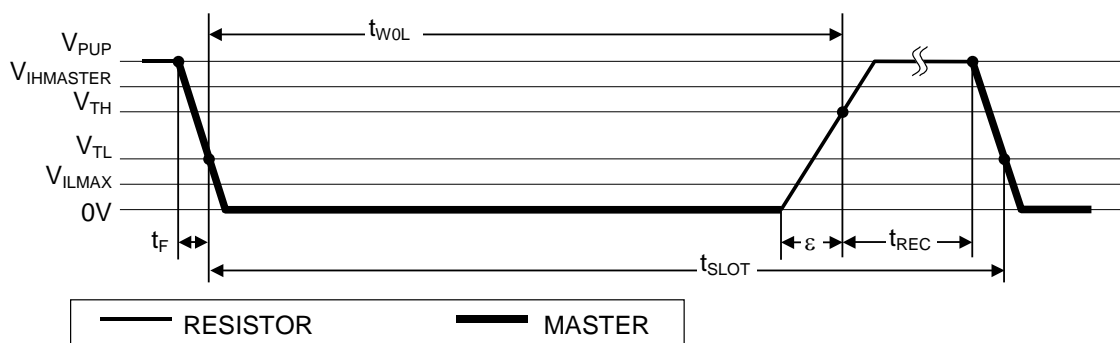 tW0L
VPUP
VIHMASTER
VTH
VTL
VILMAX
0V
tF
ε
tREC
tSLOT
RESISTOR
MASTER